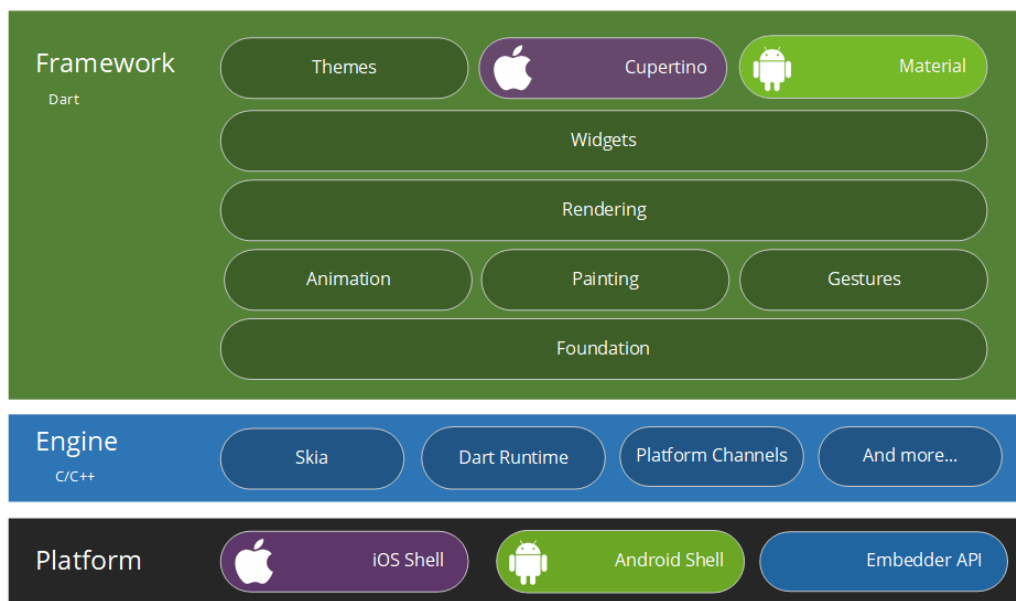 Framework
Dart
Themes
Cupertino
Material
Widgets
Rendering
Animation
Painting
Gestures
Foundation
Engine
C/C++
Skia
Dart Runtime
Platform Channels
And more...
Platform
iOS Shell
Android Shell
Embedder API